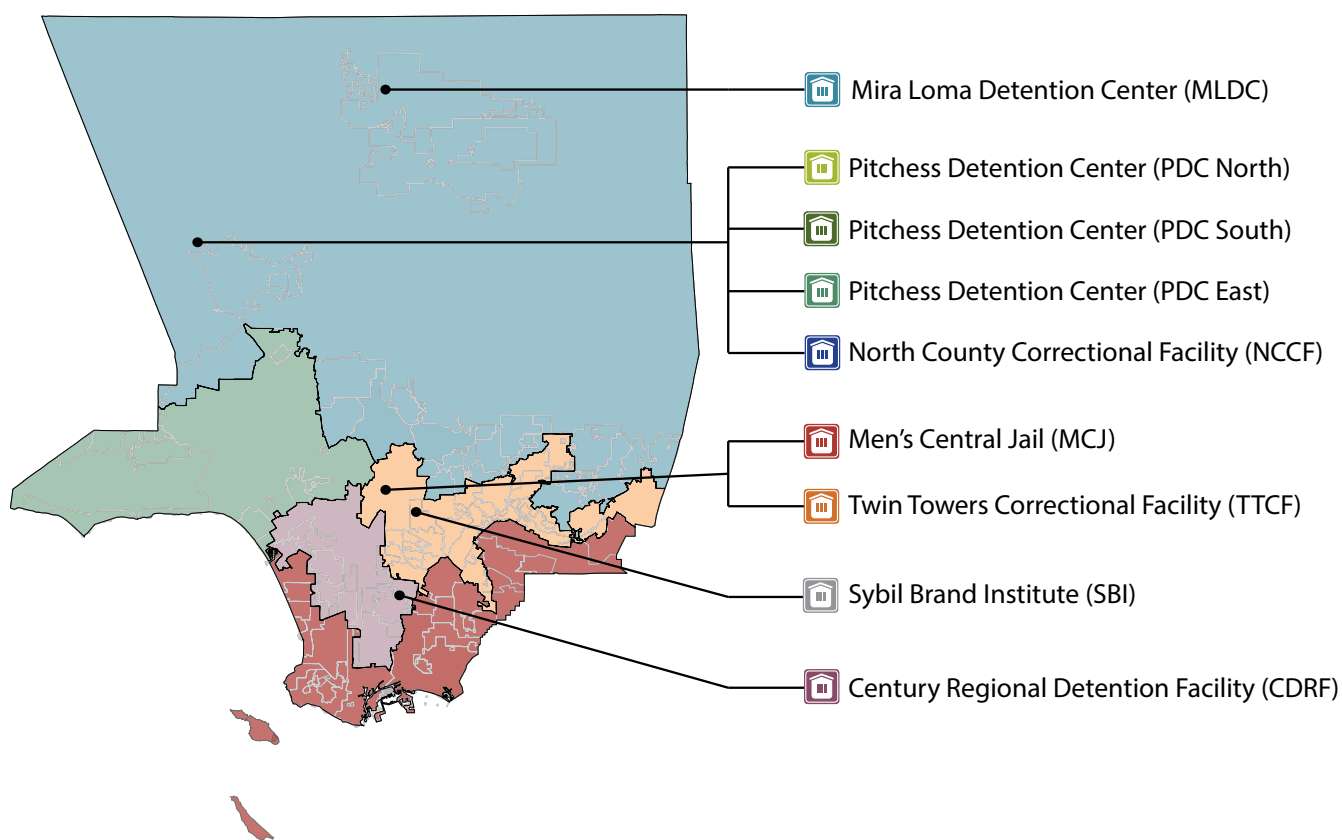 Mira Loma Detention Center (MLDC)
Pitchess Detention Center (PDC North)
Pitchess Detention Center (PDC South)
Pitchess Detention Center (PDC East)
North County Correctional Facility (NCCF)
Men’s Central Jail (MCJ)
Twin Towers Correctional Facility (TTCF)
Sybil Brand Institute (SBI)
Century Regional Detention Facility (CDRF)